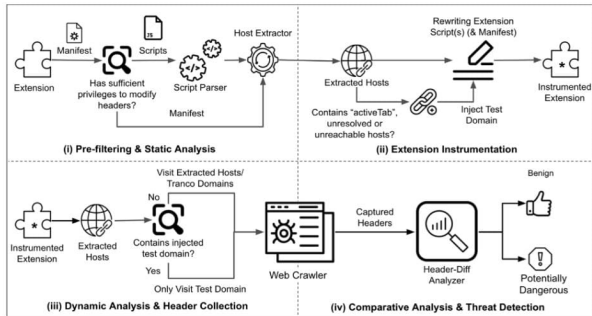 Manifest
JS
Scripts
Extension
Has sufficient
privileges to modify
headers?
</>
</>
Script Parser
Host Extractor
Manifest
(i) Pre-filtering & Static Analysis
Rewriting Extension
Script(s) (& Manifest)
Extracted Hosts
Contains "activeTab",
unresolved or
unreachable hosts?
Inject Test
Domain
*
Instrumented
Extension
(ii) Extension Instrumentation
Visit Extracted Hosts/
Tranco Domains
No
*
Instrumented
Extension
Extracted
Hosts
Contains injected
test domain?
Yes
Only Visit Test Domain
Web Crawler
(iii) Dynamic Analysis & Header Collection
Captured
Headers
Header-Diff
Analyzer
Benign
Potentially
Dangerous
(iv) Comparative Analysis & Threat Detection